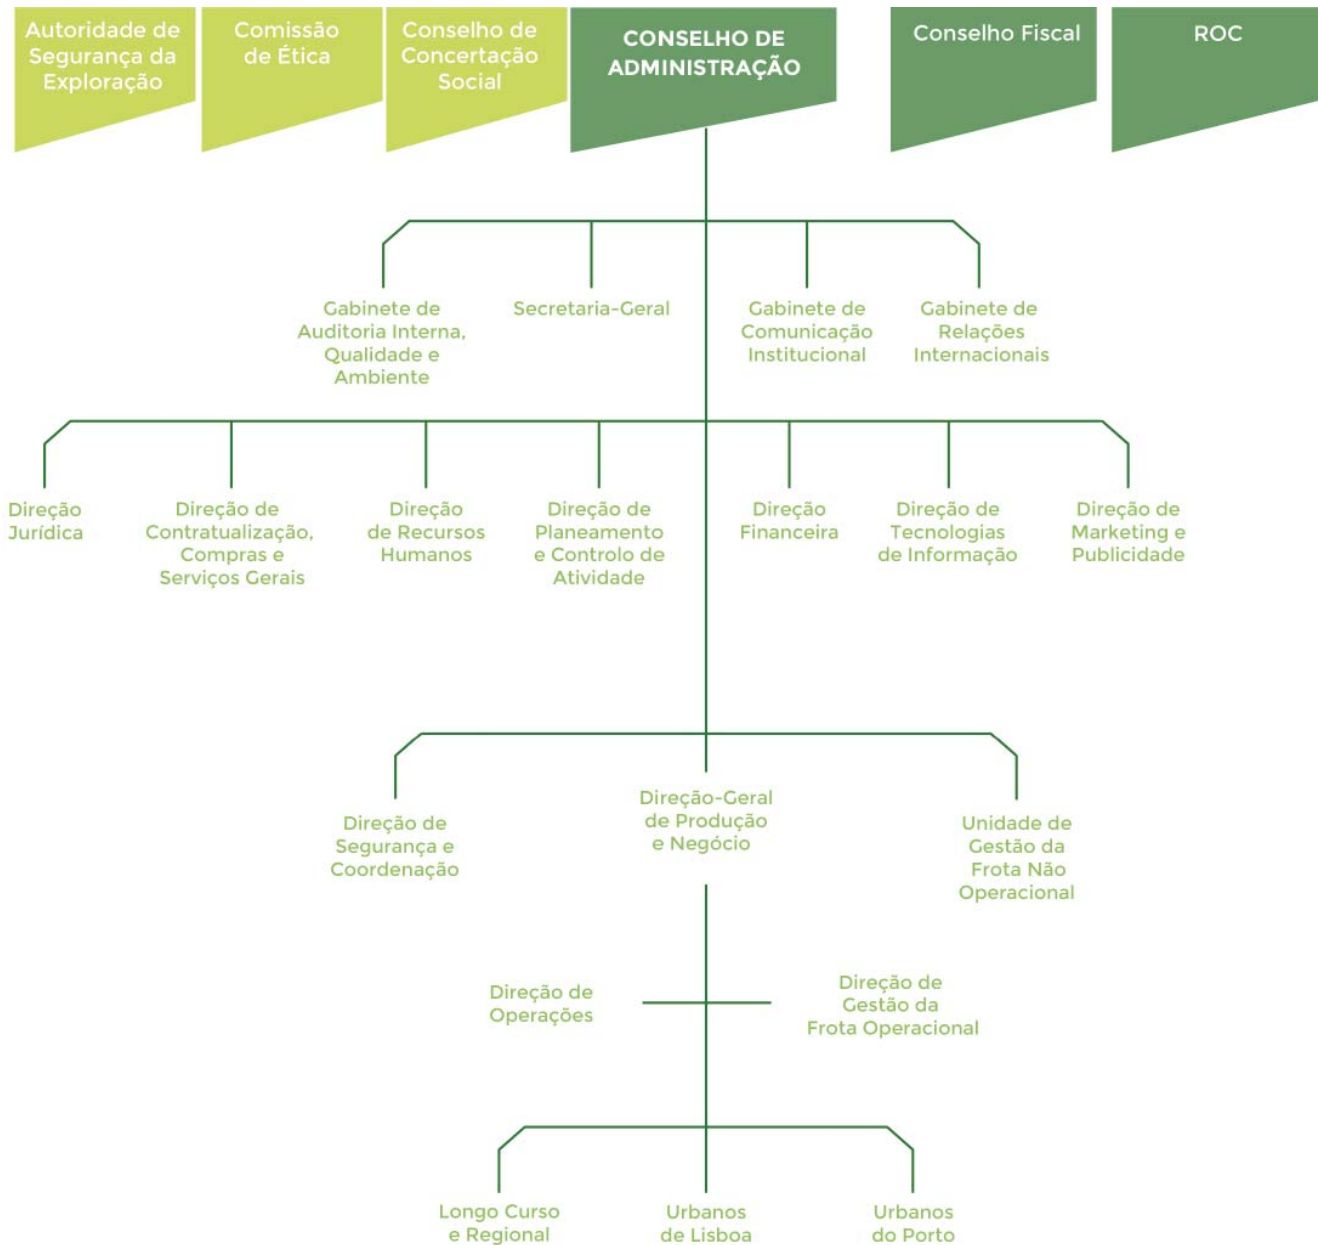 Autoridade de
Segurança da
Exploração
Comissão
de Ética
Conselho de
Concertação
Social
CONSELHO DE
ADMINISTRAÇÃO
Conselho Fiscal
ROC
Gabinete de
Auditoria Interna,
Qualidade e
Ambiente
Secretaria-Geral
Gabinete de
Comunicação
Institucional
Gabinete de
Relações
Internacionais
Direção
Jurídica
Direção de
Contratualização,
Compras e
Serviços Gerais
Direção
de Recursos
Humanos
Direção de
Planeamento
e Controlo de
Atividade
Direção
Financeira
Direção de
Tecnologias
de Informação
Direção de
Marketing e
Publicidade
Direção de
Segurança e
Coordenação
Direção-Geral
de Produção
e Negócio
Unidade de
Gestão da
Frota Não
Operacional
Direção de
Operações
Direção de
Gestão da
Frota Operacional
Longo Curso
e Regional
Urbanos
de Lisboa
Urbanos
do Porto